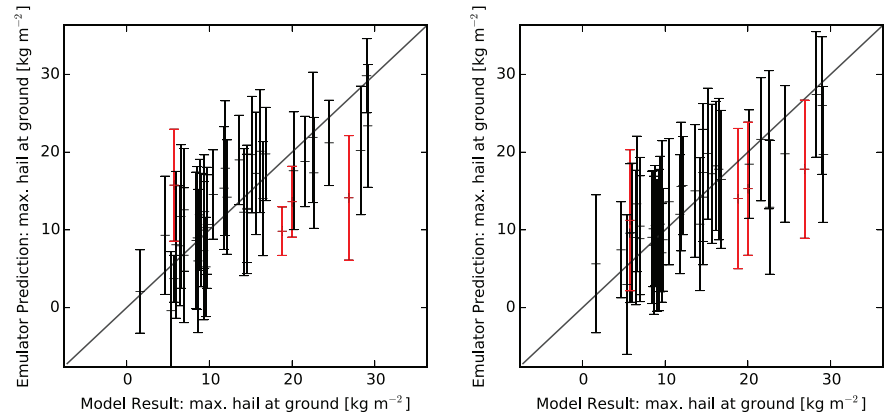 Emulator Prediction: max. hail at ground [kg m⁻²]
30
20
10
0
0 10 20 30
Model Result: max. hail at ground [kg m⁻²]
Emulator Prediction: max. hail at ground [kg m⁻²]
30
20
10
0
0 10 20 30
Model Result: max. hail at ground [kg m⁻²]